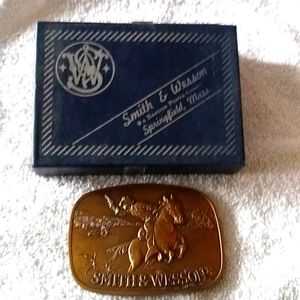 Smith & Wesson
Springfield, Mass.
SMITH & WESSON